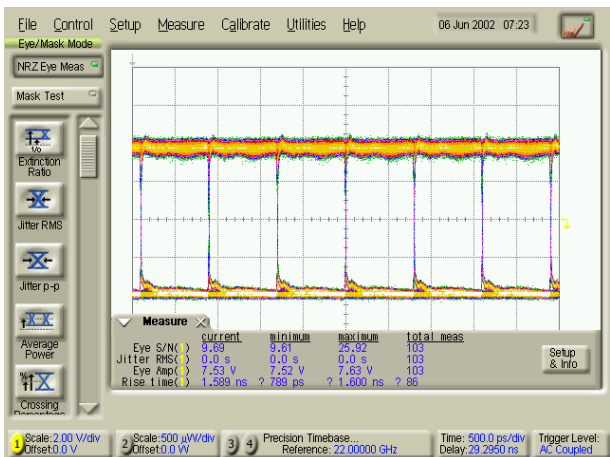 File Control Setup Measure Calibrate Utilities Help 06 Jun 2002 07:23
Eye/Mask Mode
NRZ Eye Meas
Mask Test
Extinction
Ratio
Jitter RMS
Jitter p-p
Average
Power
Crossing
Percentage
Measure
current minimum maximum total meas
Eye S/N(1) 9.69 9.61 25.92 103
Jitter RMS(1) 0.0 s 0.0 s 0.0 s 103
Eye Amp(1) 7.53 V 7.52 V 7.63 V 103
Rise time(1) 1.589 ns ? 789 ps ? 1.600 ns ? 86
Setup
& Info
1 Scale:2.00 V/div 2 Scale:500 µW/div 3 4 Precision Timebase... Time: 500.0 ps/div Trigger Level:
Offset:0.0 V Offset:0.0 W Reference: 22.00000 GHz Delay:29.2950 ns AC Coupled